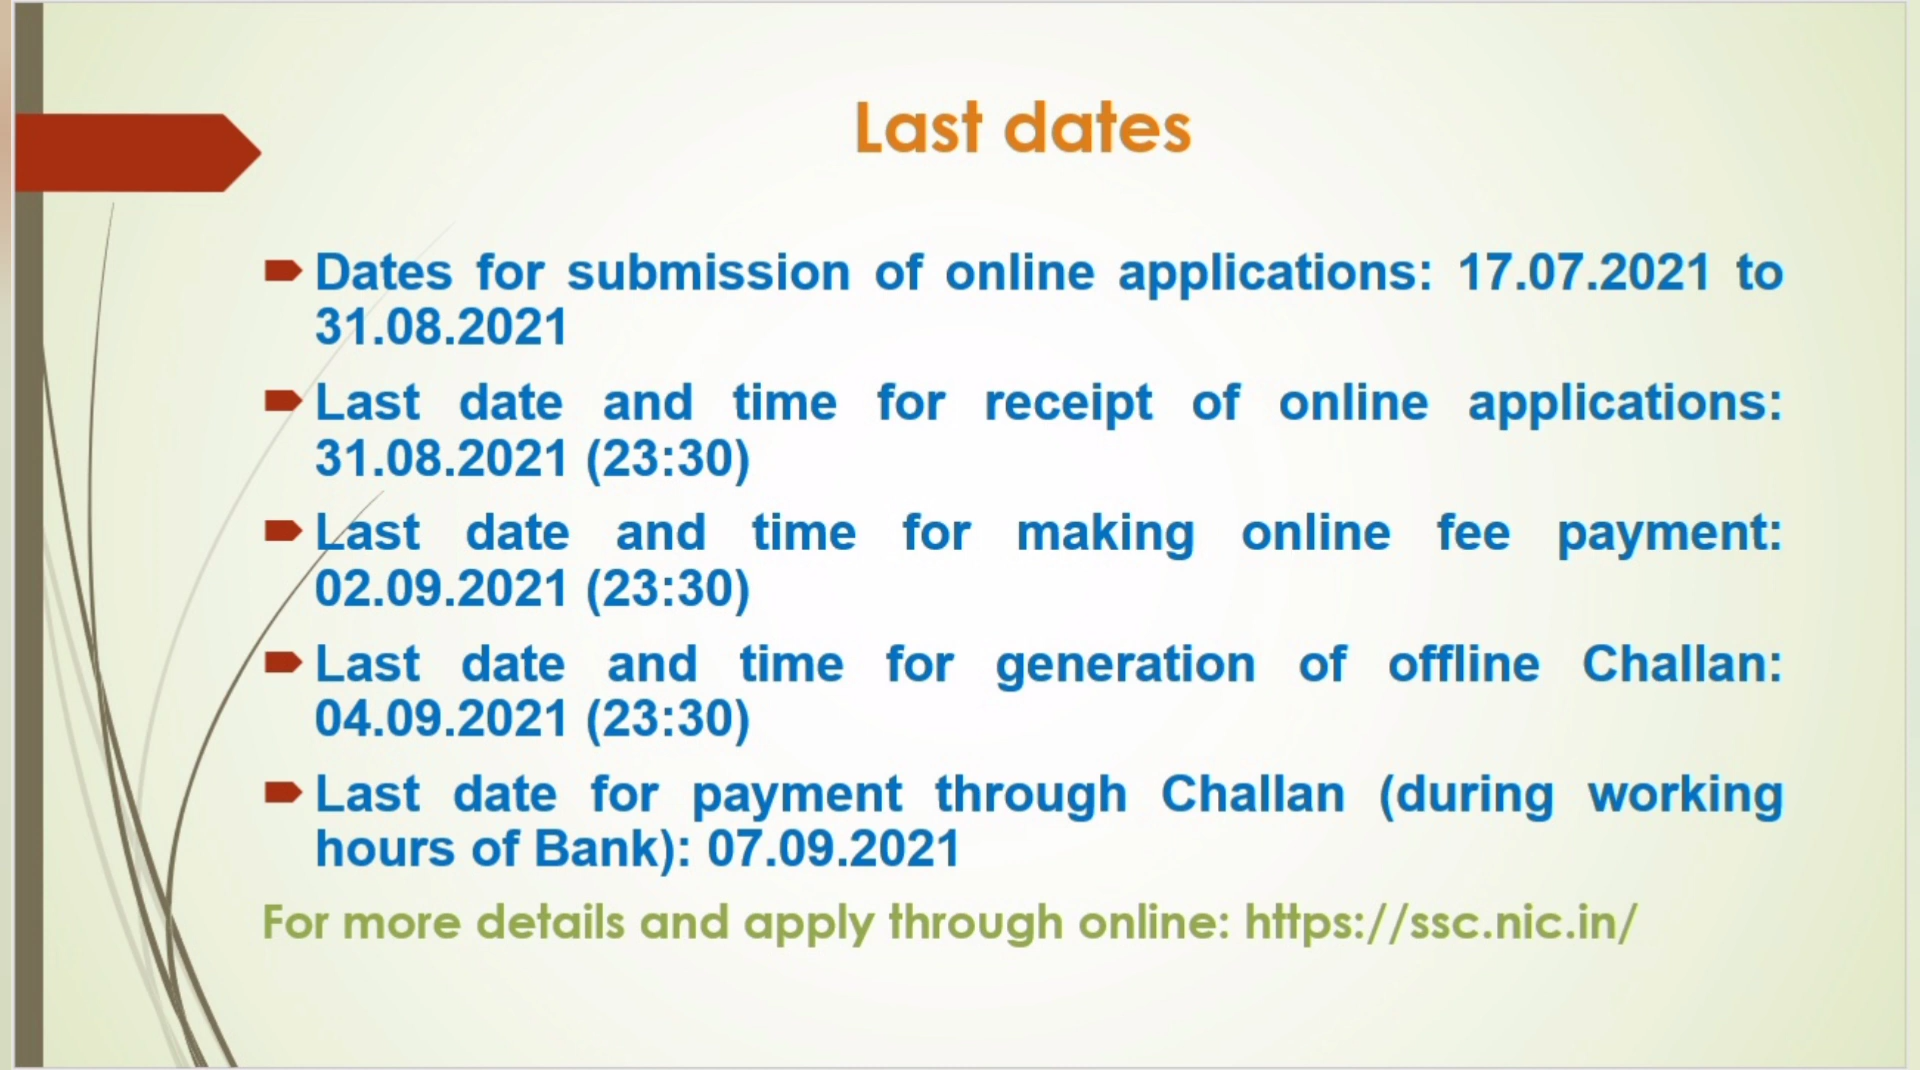 Last dates
Dates for submission of online applications: 17.07.2021 to
31.08.2021
Last date and time for receipt of online applications:
31.08.2021 (23:30)
Last date and time for making online fee payment:
02.09.2021 (23:30)
Last date and time for generation of offline Challan:
04.09.2021 (23:30)
Last date for payment through Challan (during working
hours of Bank): 07.09.2021
For more details and apply through online: https://ssc.nic.in/